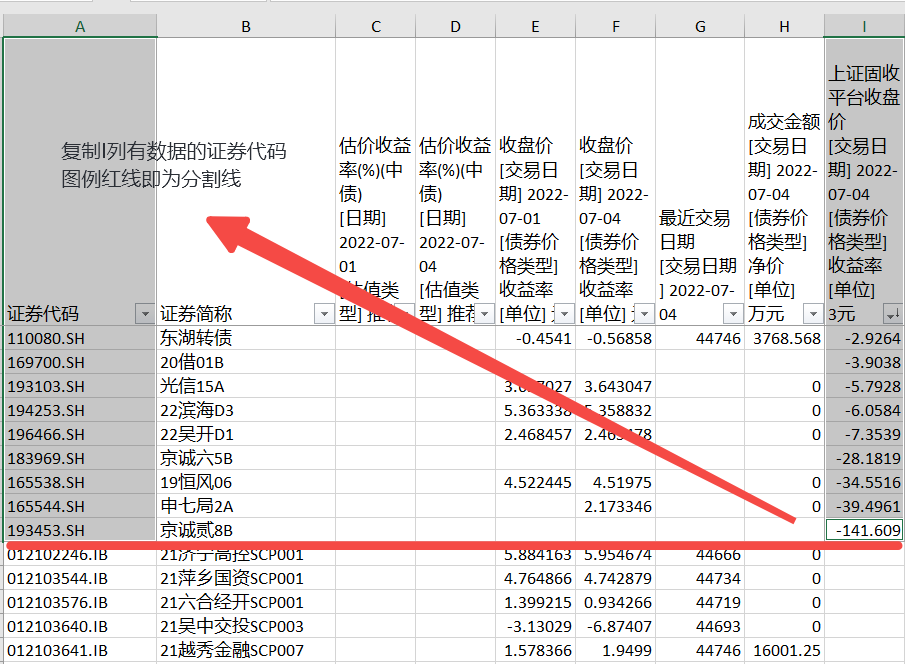 A B C D E F G H I
复制I列有数据的证券代码
图例红线即为分割线
证券代码
证券简称
估价收益
率(%)(中
债)
[日期]
2022-07-
01
[估值类
型] 推
估价收益
率(%)(中
债)
[日期]
2022-07-
04
[估值类
型] 推荐
收盘价
[交易日
期] 2022-
07-01
[债券价
格类型]
收益率
[单位]
收盘价
[交易日
期] 2022-
07-04
[债券价
格类型]
收益率
[单位]
最近交易
日期
[交易日期
] 2022-07-
04
成交金额
[交易日
期] 2022-
07-04
[债券价
格类型]
净价
[单位]
万元
上证固收
平台收盘
价
[交易日
期] 2022-
07-04
[债券价
格类型]
收益率
[单位]
3元
110080.SH 东湖转债 -0.4541 -0.56858 44746 3768.568 -2.9264
169700.SH 20借01B -3.9038
193103.SH 光信15A 3.643047 0 -5.7928
194253.SH 22滨海D3 5.363338 5.358832 0 -6.0584
196466.SH 22吴开D1 2.468457 0 -7.3539
183969.SH 京诚六5B -28.1819
165538.SH 19恒风06 4.522445 4.51975 0 -34.5516
165544.SH 申七局2A 2.173346 0 -39.4961
193453.SH 京诚贰8B -141.609
012102246.IB 21济宁高控SCP001 5.884163 5.954674 44666 0
012103544.IB 21萍乡国资SCP001 4.764866 4.742879 44734 0
012103576.IB 21六合经开SCP001 1.399215 0.934266 44719 0
012103640.IB 21吴中交投SCP003 -3.13029 -6.87407 44693 0
012103641.IB 21越秀金融SCP007 1.578366 1.9499 44746 16001.25